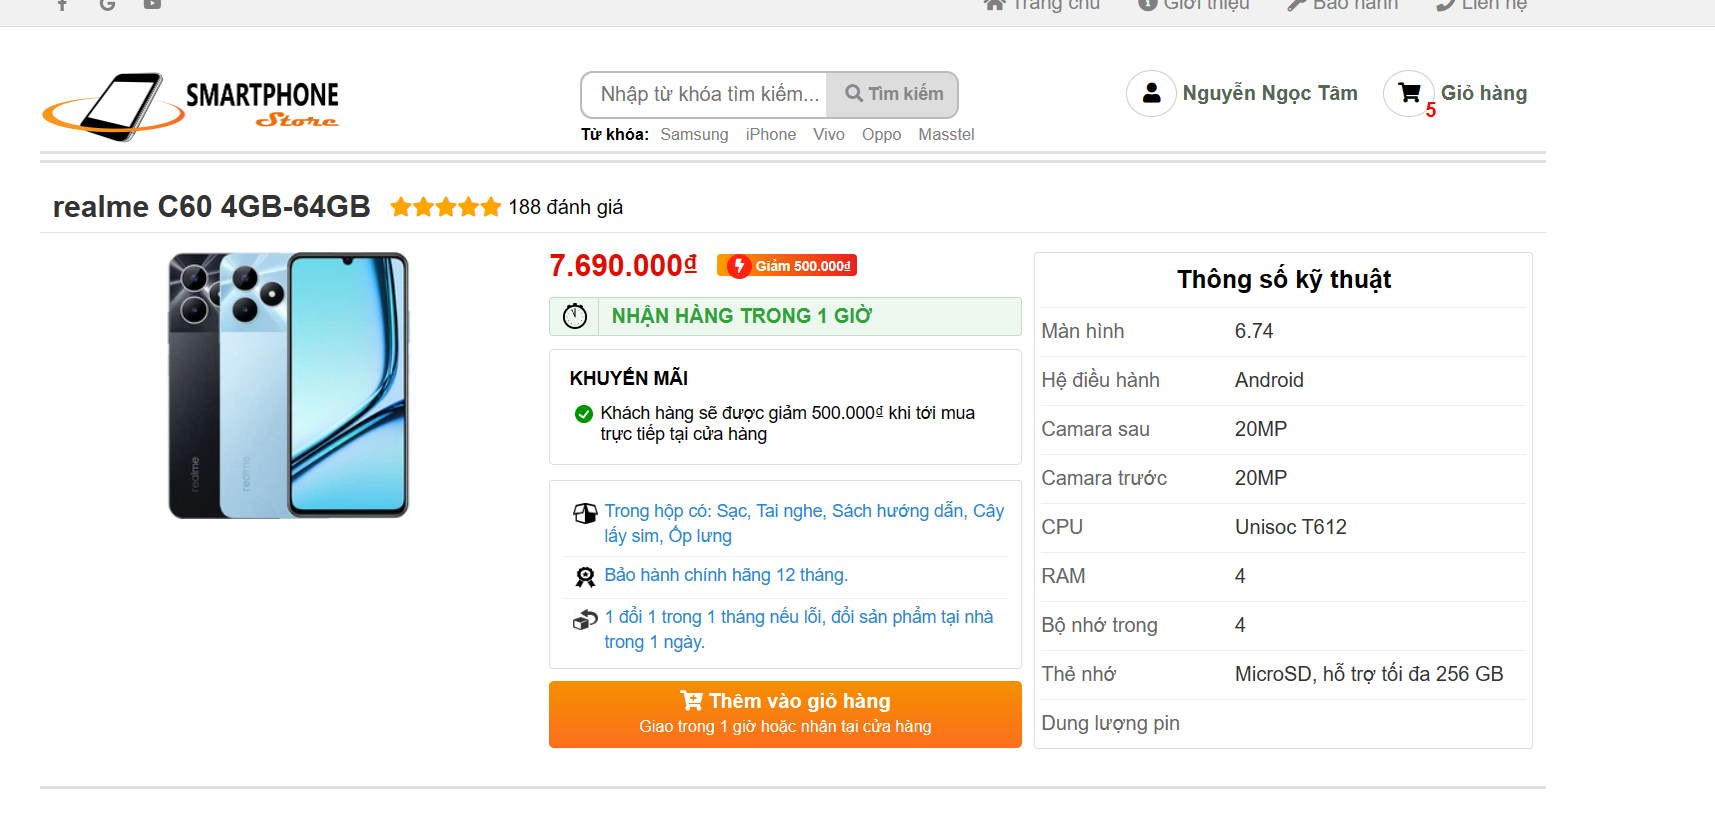 Trang chủ
Giới thiệu
Bảo hành
Liên hệ
SMARTPHONE
Store
Nhập từ khóa tìm kiếm...
Tìm kiếm
Nguyễn Ngọc Tâm
5
Giỏ hàng
Từ khóa: Samsung iPhone Vivo Oppo Masstel
realme C60 4GB-64GB
188 đánh giá
realme
realme
7.690.000₫
Giảm 500.000₫
NHẬN HÀNG TRONG 1 GIỜ
KHUYẾN MÃI
Khách hàng sẽ được giảm 500.000₫ khi tới mua
trực tiếp tại cửa hàng
Trong hộp có: Sạc, Tai nghe, Sách hướng dẫn, Cây
lấy sim, Ốp lưng
Bảo hành chính hãng 12 tháng.
1 đổi 1 trong 1 tháng nếu lỗi, đổi sản phẩm tại nhà
trong 1 ngày.
Thêm vào giỏ hàng
Giao trong 1 giờ hoặc nhận tại cửa hàng
Thông số kỹ thuật
Màn hình 6.74
Hệ điều hành Android
Camara sau 20MP
Camara trước 20MP
CPU Unisoc T612
RAM 4
Bộ nhớ trong 4
Thẻ nhớ MicroSD, hỗ trợ tối đa 256 GB
Dung lượng pin